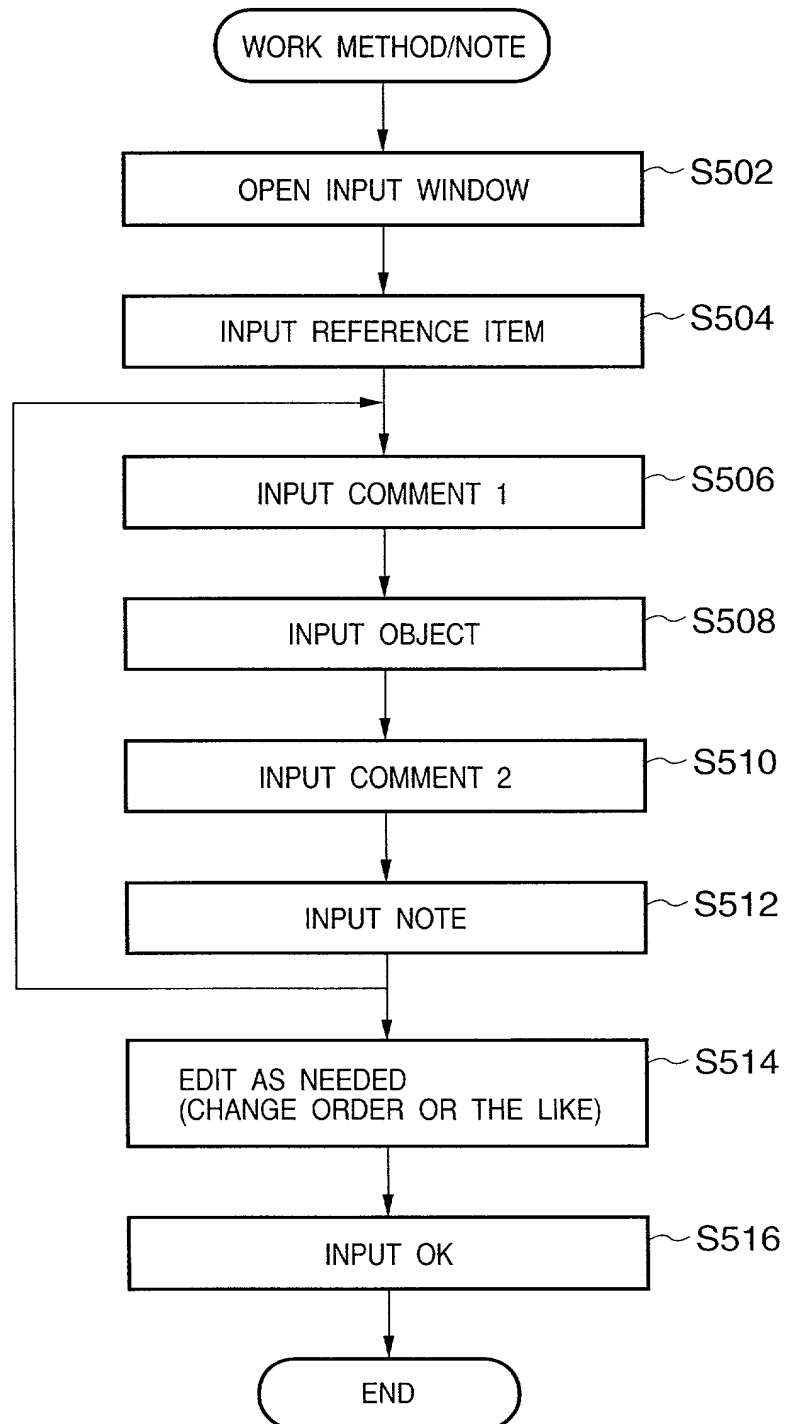 WORK METHOD/NOTE
OPEN INPUT WINDOW
S502
INPUT REFERENCE ITEM
S504
INPUT COMMENT 1
S506
INPUT OBJECT
S508
INPUT COMMENT 2
S510
INPUT NOTE
S512
EDIT AS NEEDED
(CHANGE ORDER OR THE LIKE)
S514
INPUT OK
S516
END